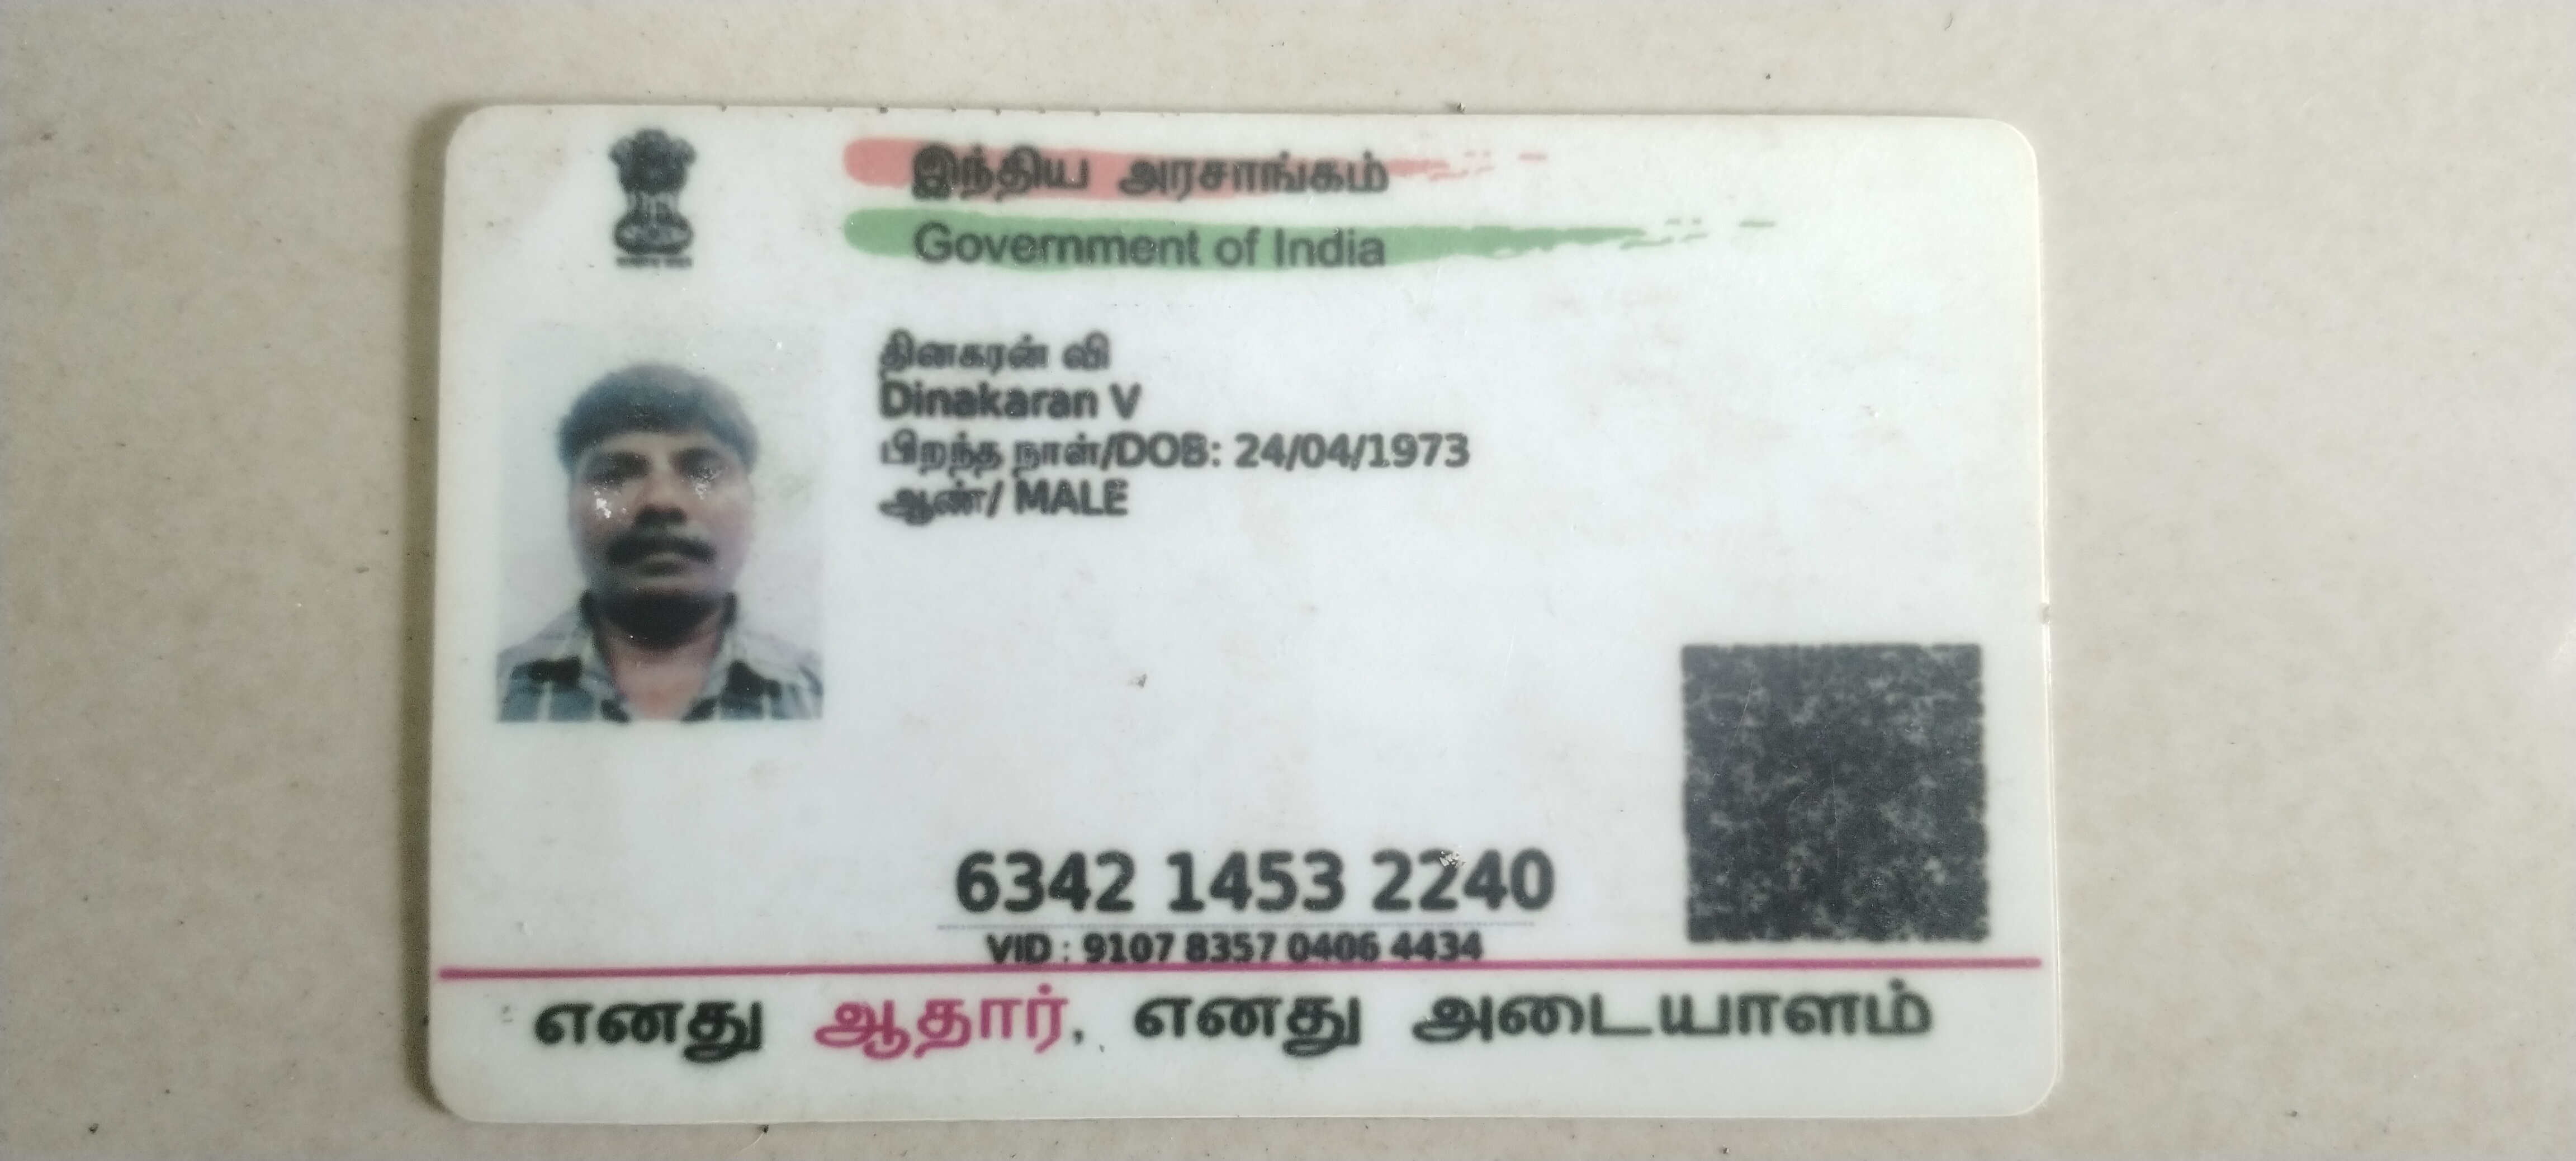 இந்திய அரசாங்கம்
Government of India
தினகரன் வி
Dinakaran V
பிறந்த நாள்/DOB: 24/04/1973
ஆண்/ MALE
6342 1453 2240
VID : 9107 8357 0406 4434
எனது ஆதார், எனது அடையாளம்